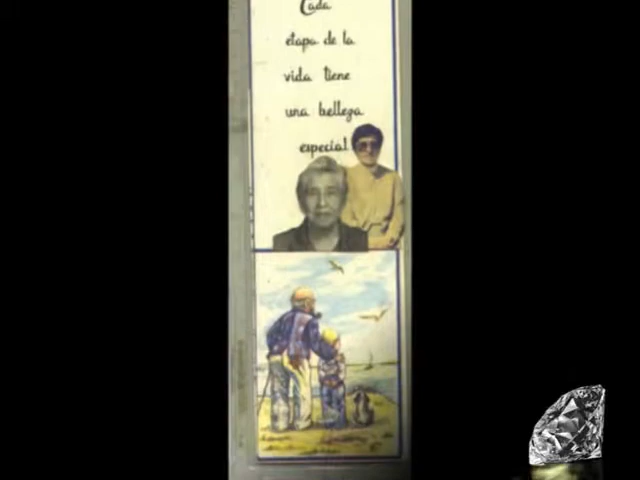 Cada
etapa de la
vida tiene
una belleza
especial